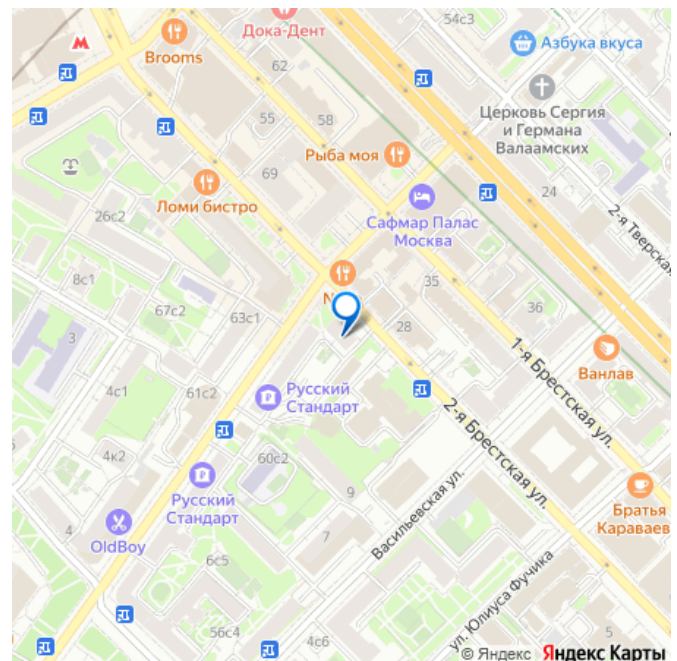 54с3
Дока-Дент
Азбука вкуса
М
Brooms
62
Церковь Сергия
и Германа
Валаамских
55
58
Рыба моя
69
24
Ломи бистро
Сафмар Палас
Москва
2-я Тверская
26с2
8с1
35
67с2
63с1
28
36
3
1-я Брестская ул.
Ванлав
4с1
61с2
Русский
Стандарт
2-я Брестская ул.
4к2
60с2
Русский
Стандарт
9
Васильевская ул.
Братья
Караваев
4
OldBoy
7
6с5
ул. Юлиуса Фучика
56с4
4с6
5
© Яндекс Яндекс Карты